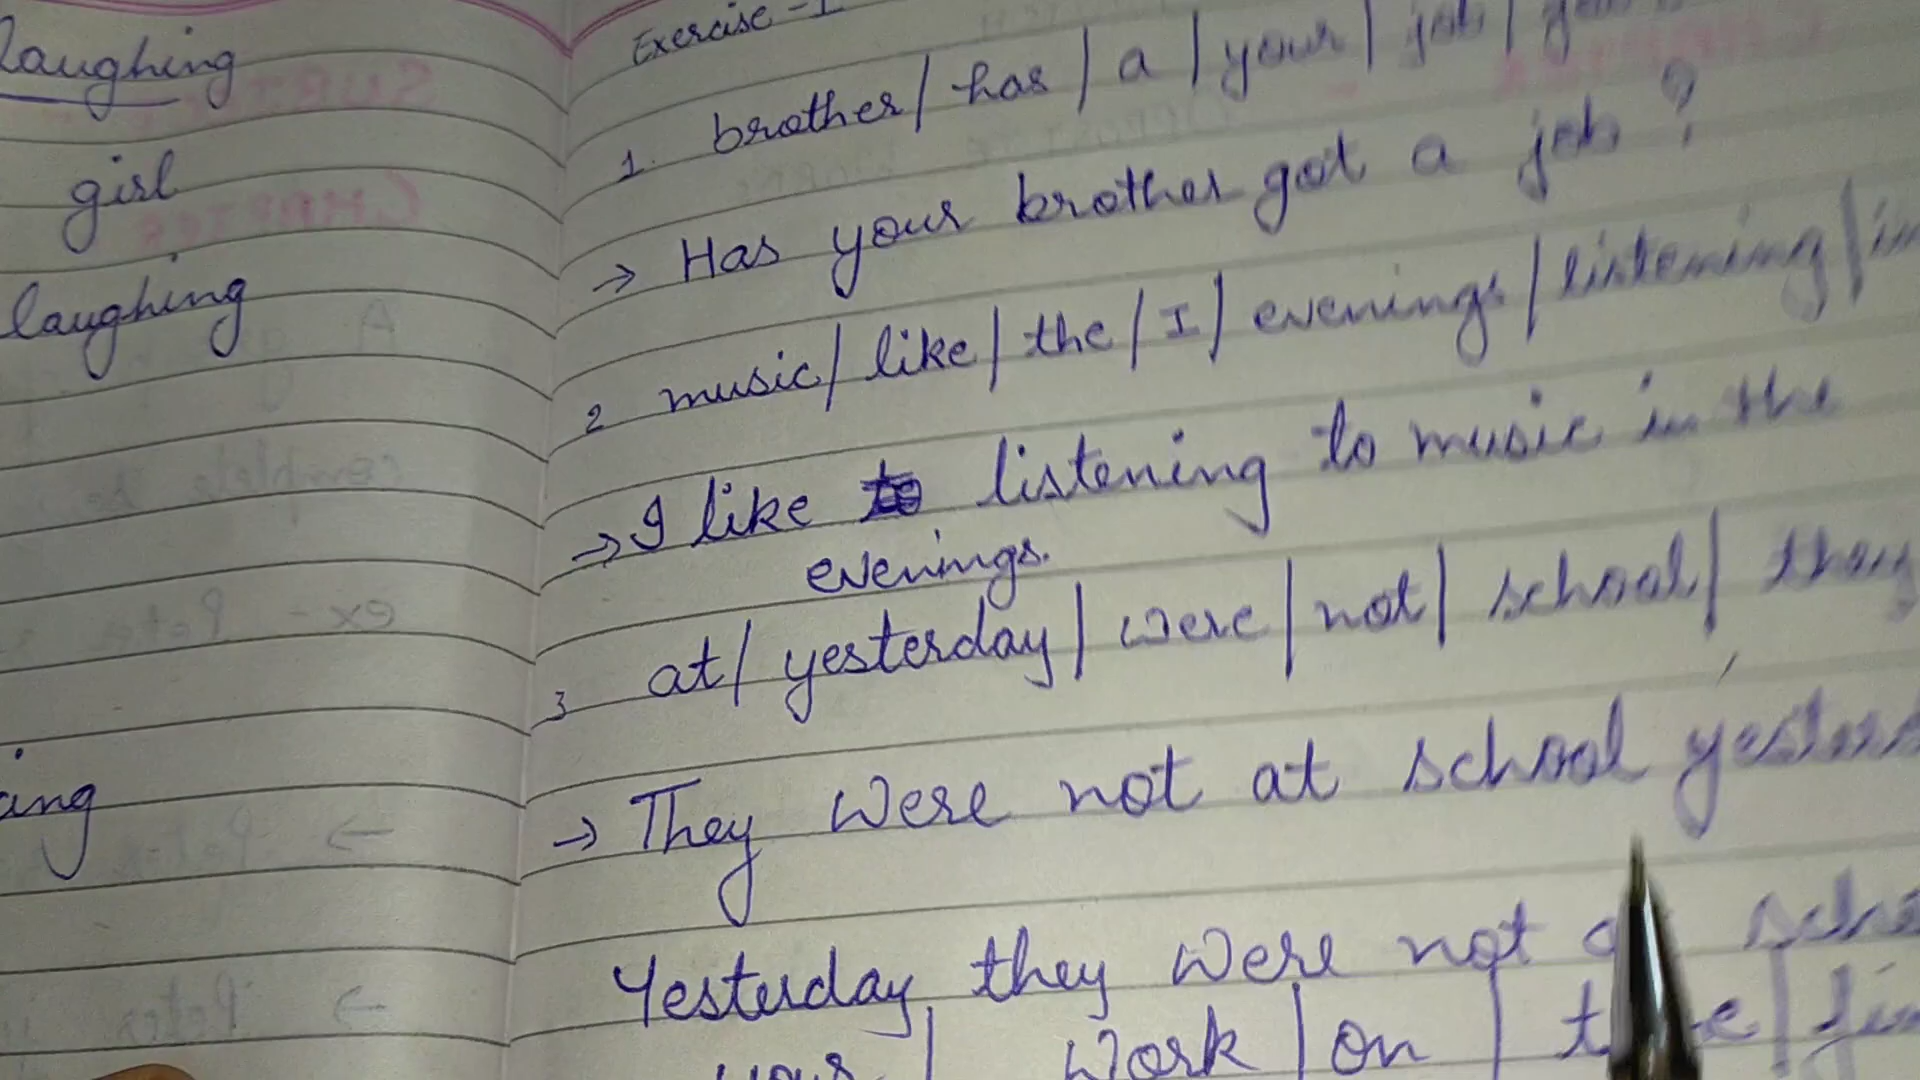 laughing
girl
laughing
ing
Exercise - I
1. brother / has / a / your / job /
→ Has your brother got a job ?
2 music / like / the / I / evenings / listening / in
→ I like listening to music in the
evenings.
3 at / yesterday / were / not / school / they
→ They were not at school
Yesterday they were not
your / work / on /